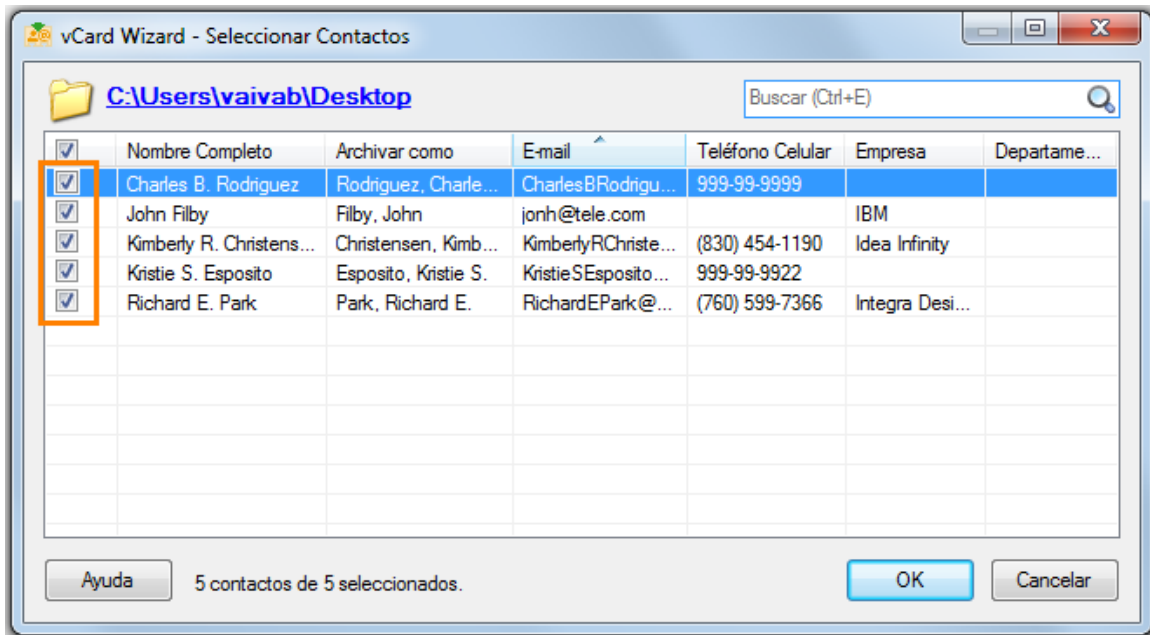 vCard Wizard - Seleccionar Contactos
C:\Users\vaivab\Desktop
Buscar (Ctrl+E)
Nombre Completo Archivar como E-mail Teléfono Celular Empresa Departame...
Charles B. Rodriguez Rodriguez, Charle... CharlesBRodrigu... 999-99-9999
John Filby Filby, John jonh@tele.com IBM
Kimberly R. Christens... Christensen, Kimb... KimberlyRChriste... (830) 454-1190 Idea Infinity
Kristie S. Esposito Esposito, Kristie S. KristieSEsposito... 999-99-9922
Richard E. Park Park, Richard E. RichardEPark@... (760) 599-7366 Integra Desi...
Ayuda 5 contactos de 5 seleccionados. OK Cancelar